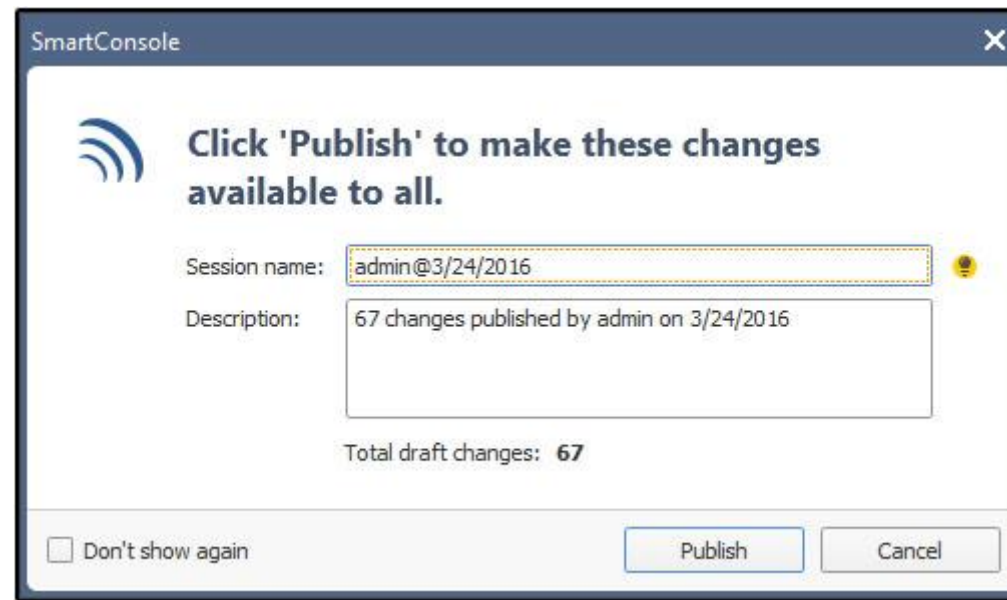 SmartConsole
Click 'Publish' to make these changes
available to all.
Session name: admin@3/24/2016
Description: 67 changes published by admin on 3/24/2016
Total draft changes: 67
Don't show again Publish Cancel